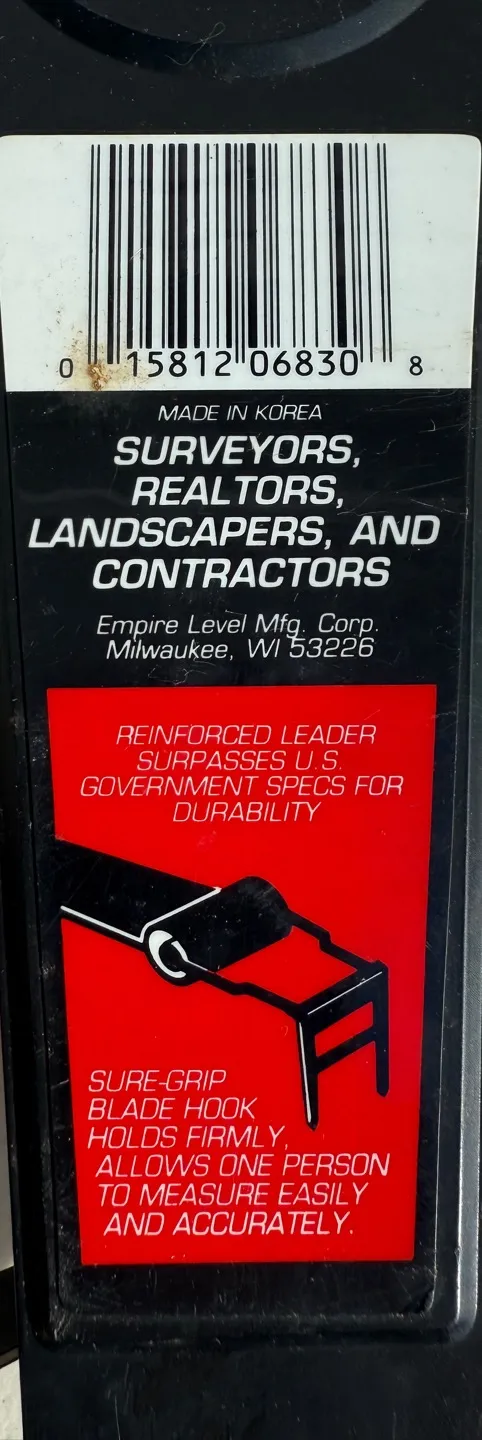 0 15812 06830 8
MADE IN KOREA
SURVEYORS,
REALTORS,
LANDSCAPERS, AND
CONTRACTORS
Empire Level Mfg. Corp.
Milwaukee, WI 53226
REINFORCED LEADER
SURPASSES U.S.
GOVERNMENT SPECS FOR
DURABILITY
SURE-GRIP
BLADE HOOK
HOLDS FIRMLY,
ALLOWS ONE PERSON
TO MEASURE EASILY
AND ACCURATELY.